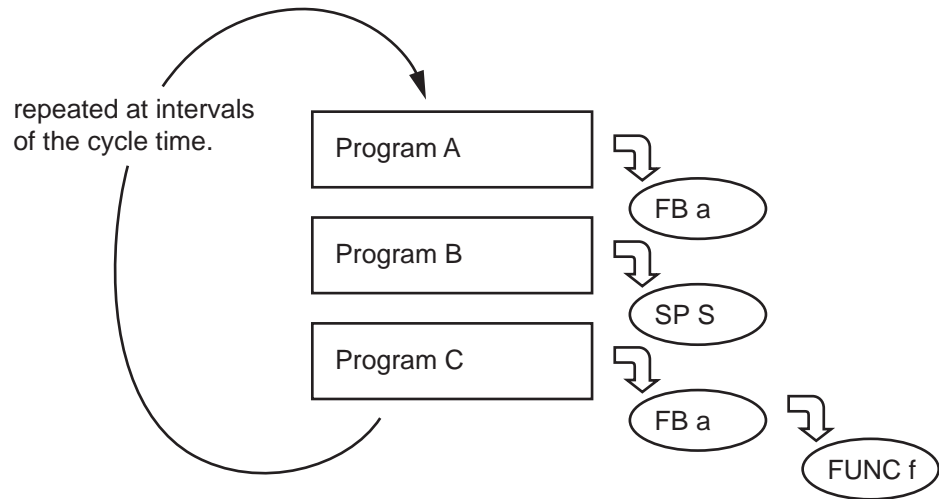 repeated at intervals
of the cycle time.
Program A
FB a
Program B
SP S
Program C
FB a
FUNC f